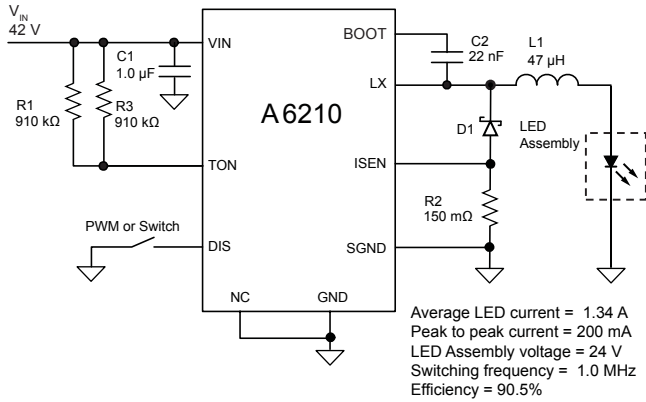 V_IN
42 V
VIN
C1
1.0 µF
R1
910 kΩ
R3
910 kΩ
TON
PWM or Switch
DIS
NC
GND
A6210
BOOT
C2
22 nF
L1
47 µH
LX
D1
LED
Assembly
ISEN
R2
150 mΩ
SGND
Average LED current = 1.34 A
Peak to peak current = 200 mA
LED Assembly voltage = 24 V
Switching frequency = 1.0 MHz
Efficiency = 90.5%